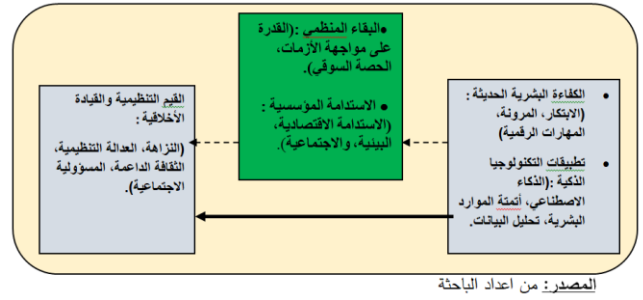 الكفاءة البشرية الحديثة :
(الابتكار، المرونة،
المهارات الرقمية)
تطبيقات التكنولوجيا
الذكية :(الذكاء
الاصطناعي، أتمتة الموارد
البشرية، تحليل البيانات.
البقاء المنظمي :(القدرة
على مواجهة الأزمات،
الحصة السوقي).
الاستدامة المؤسسية :
(الاستدامة الاقتصادية،
البيئية، والاجتماعية).
القيم التنظيمية والقيادة
الأخلاقية :
(النزاهة، العدالة التنظيمية،
الثقافة الداعمة، المسؤولية
الاجتماعية).
المصدر: من اعداد الباحثة